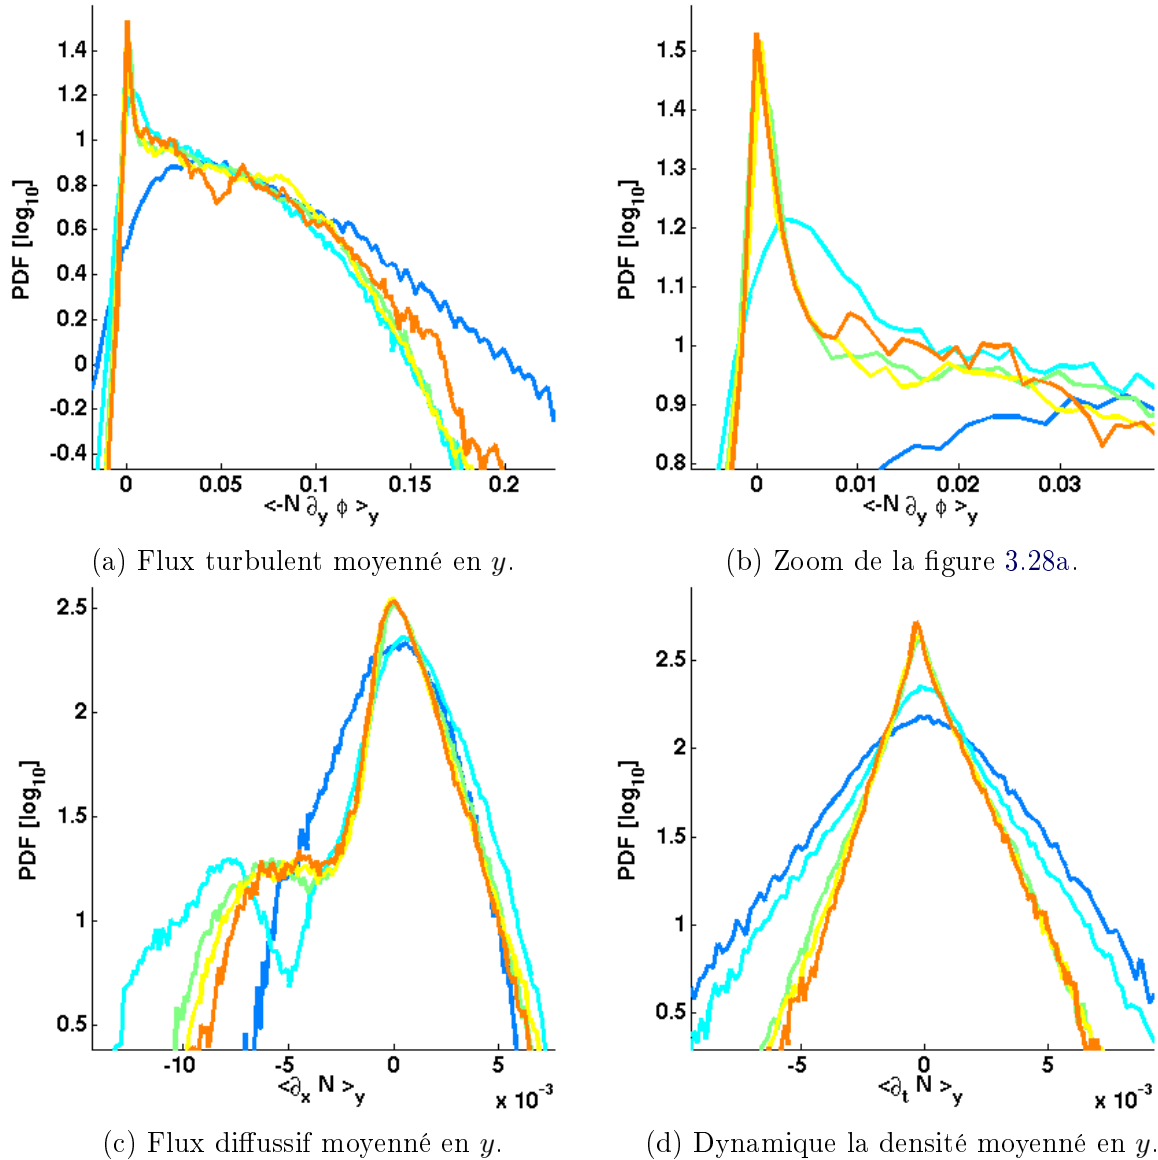 1.4
1.2
1
0.8
0.6
0.4
0.2
0
-0.2
-0.4
PDF [log10]
0 0.05 0.1 0.15 0.2
<-N ∂y ϕ >y
(a) Flux turbulent moyenné en y.
1.5
1.4
1.3
1.2
1.1
1
0.9
0.8
PDF [log10]
0 0.01 0.02 0.03
<-N ∂y ϕ >y
(b) Zoom de la figure 3.28a.
2.5
2
1.5
1
0.5
PDF [log10]
-10 -5 0 5
<∂x N >y
x 10-3
(c) Flux diffussif moyenné en y.
2.5
2
1.5
1
0.5
PDF [log10]
-5 0 5
<∂t N >y
x 10-3
(d) Dynamique la densité moyenné en y.